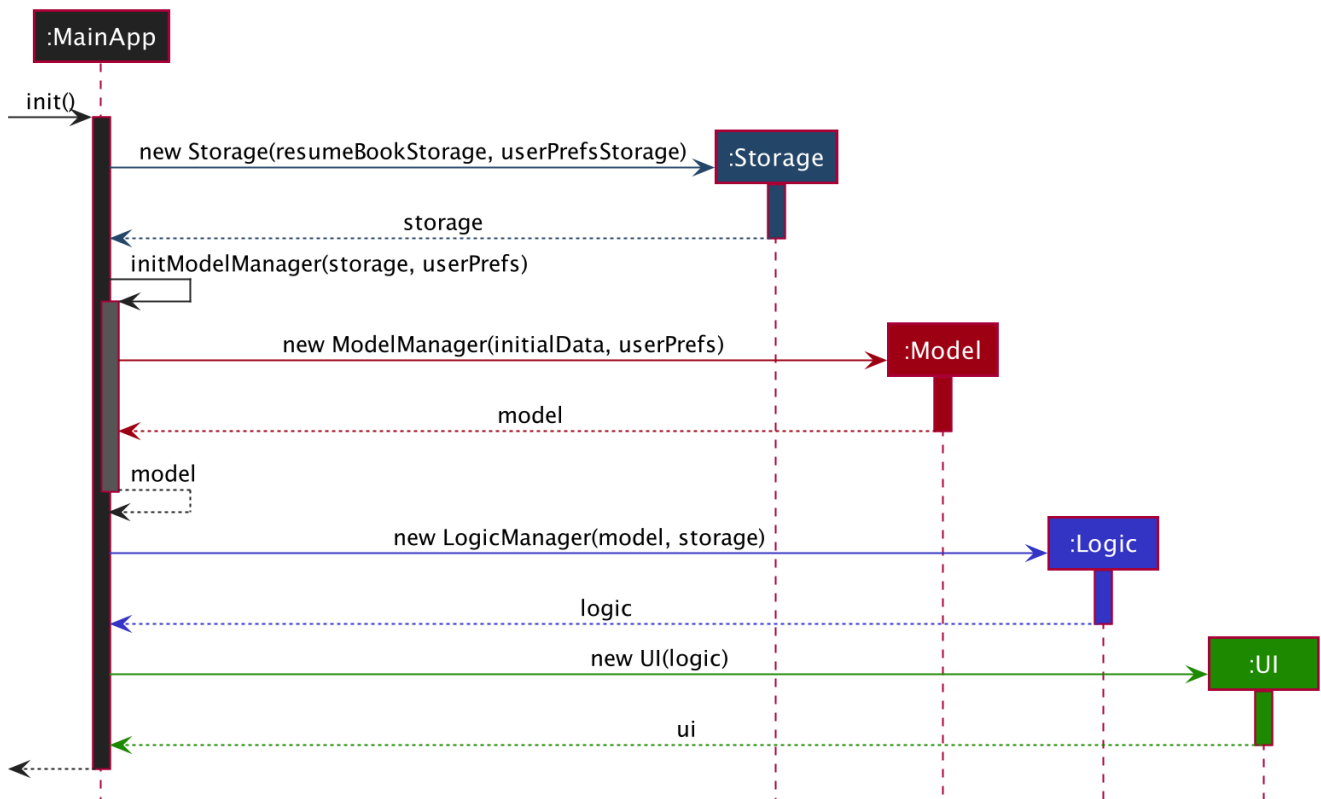 :MainApp
init()
new Storage(resumeBookStorage, userPrefsStorage)
:Storage
storage
initModelManager(storage, userPrefs)
new ModelManager(initialData, userPrefs)
:Model
model
model
new LogicManager(model, storage)
:Logic
logic
new UI(logic)
:UI
ui